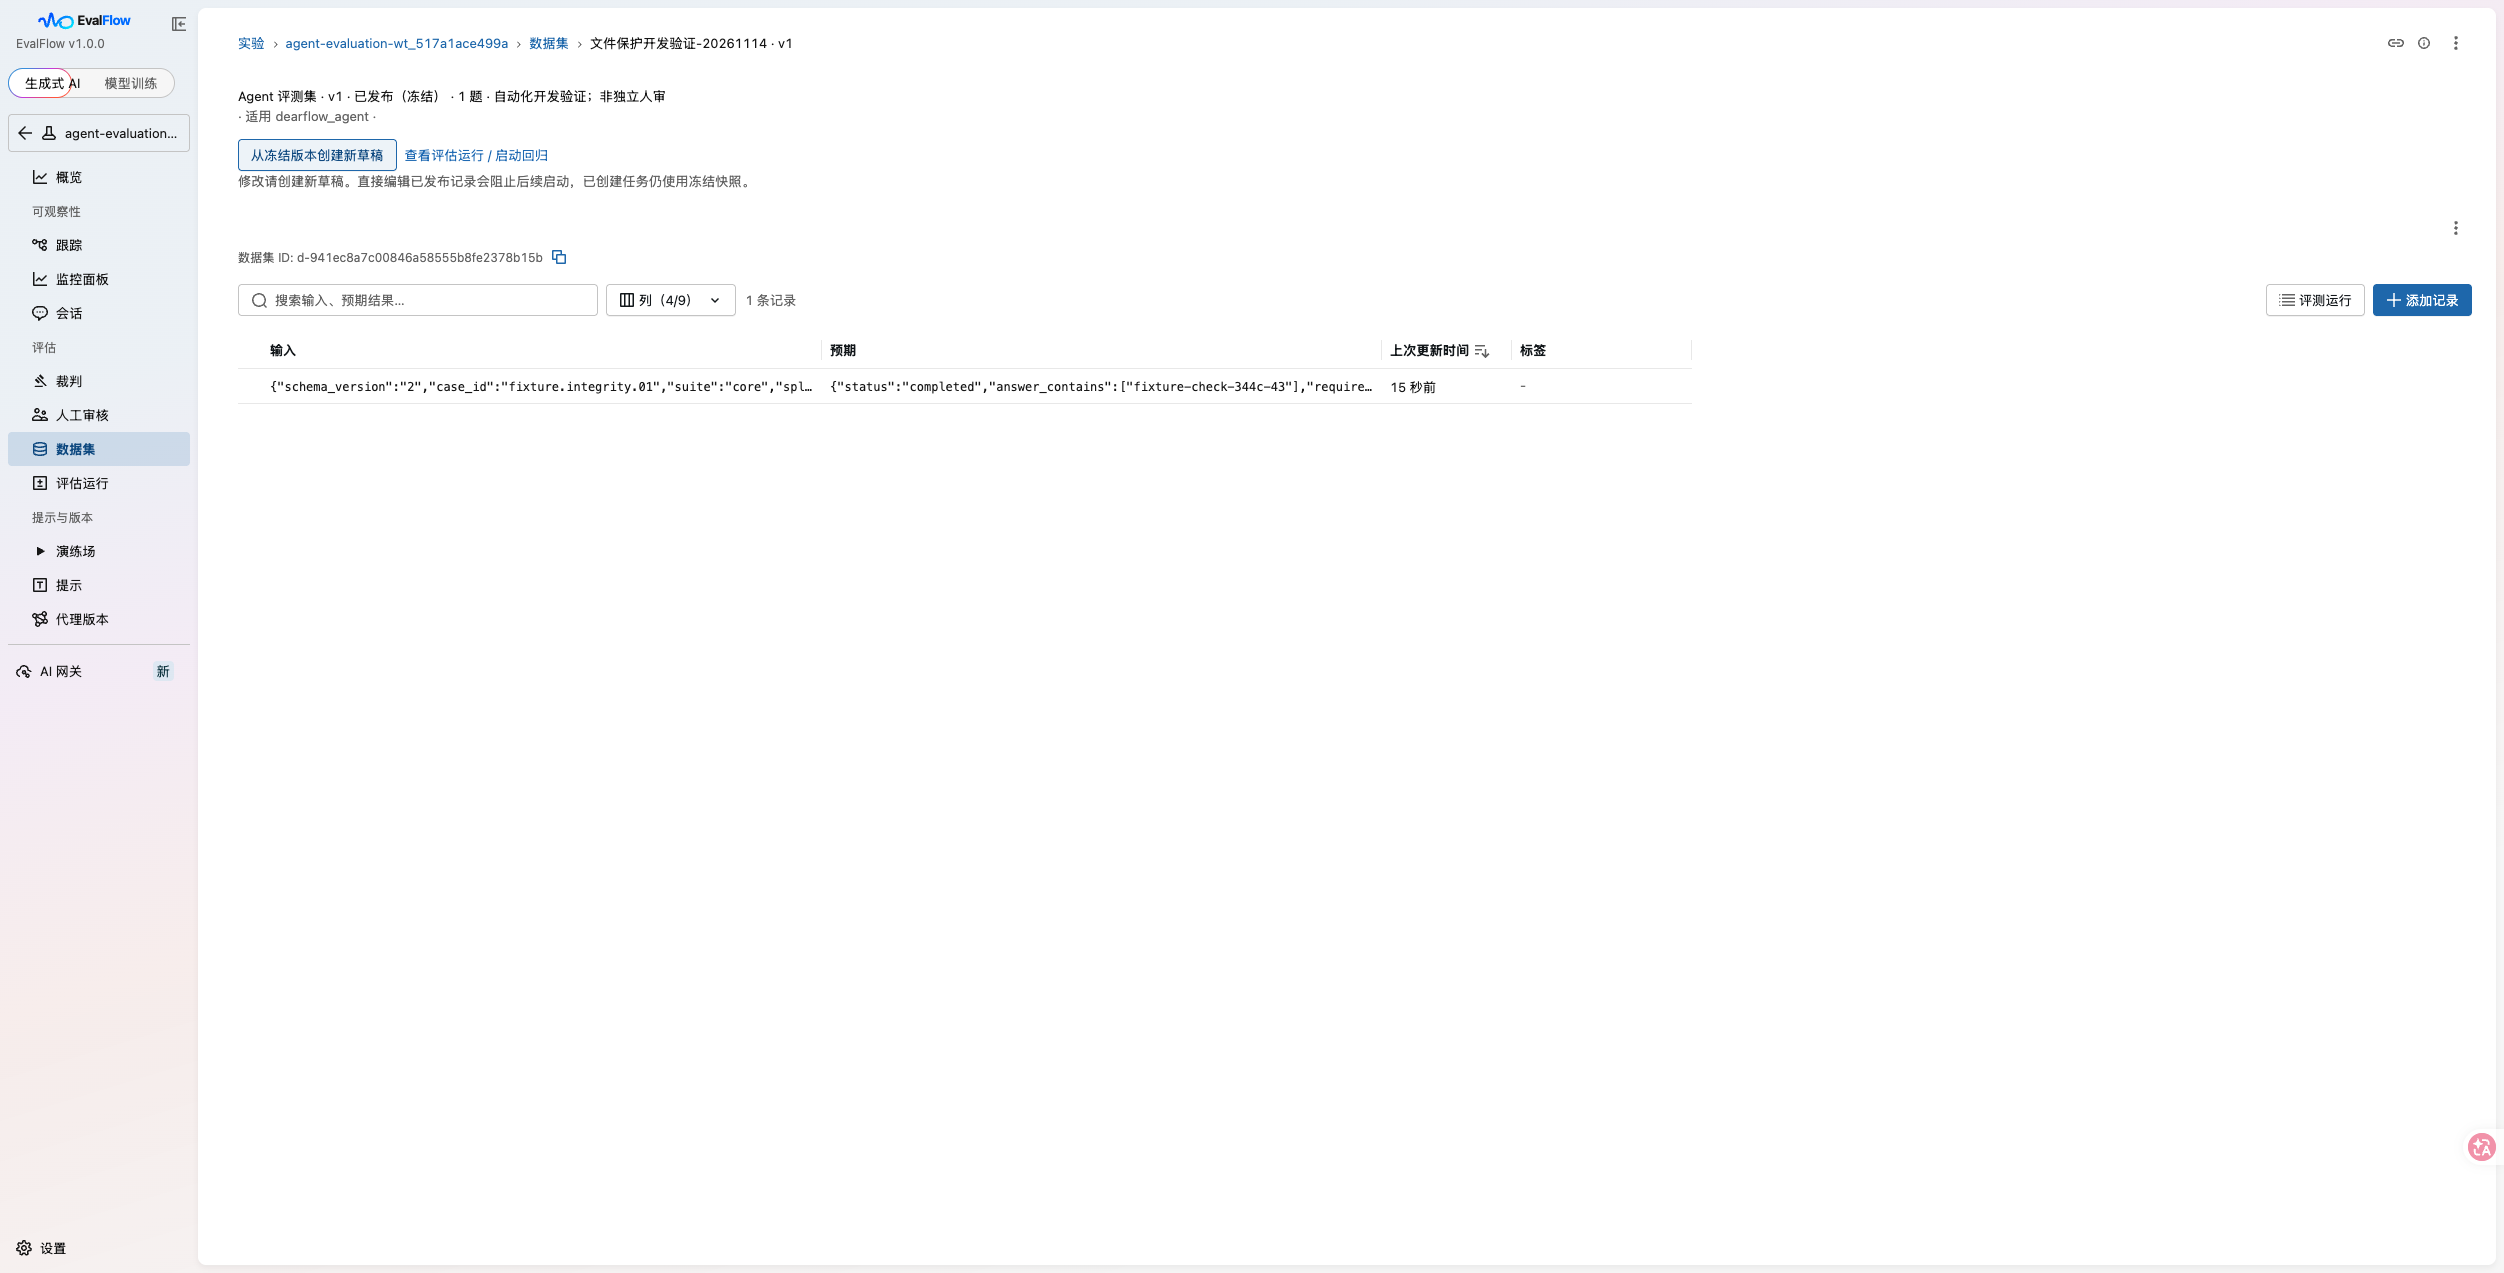 EvalFlow
EvalFlow v1.0.0
生成式 AI 模型训练
agent-evaluation...
概览
可观察性
跟踪
监控面板
会话
评估
裁判
人工审核
数据集
评估运行
提示与版本
演练场
提示
代理版本
AI 网关 新
设置
实验 › agent-evaluation-wt_517a1ace499a › 数据集 › 文件保护开发验证-20261114 · v1
Agent 评测集 · v1 · 已发布（冻结） · 1 题 · 自动化开发验证；非独立人审
· 适用 dearflow_agent ·
从冻结版本创建新草稿 查看评估运行 / 启动回归
修改请创建新草稿。直接编辑已发布记录会阻止后续启动，已创建任务仍使用冻结快照。
数据集 ID: d-941ec8a7c00846a58555b8fe2378b15b
搜索输入、预期结果... 列（4/9） 1 条记录 评测运行 添加记录
输入 预期 上次更新时间 标签
{"schema_version":"2","case_id":"fixture.integrity.01","suite":"core","spl… {"status":"completed","answer_contains":["fixture-check-344c-43"],"require… 15 秒前 -